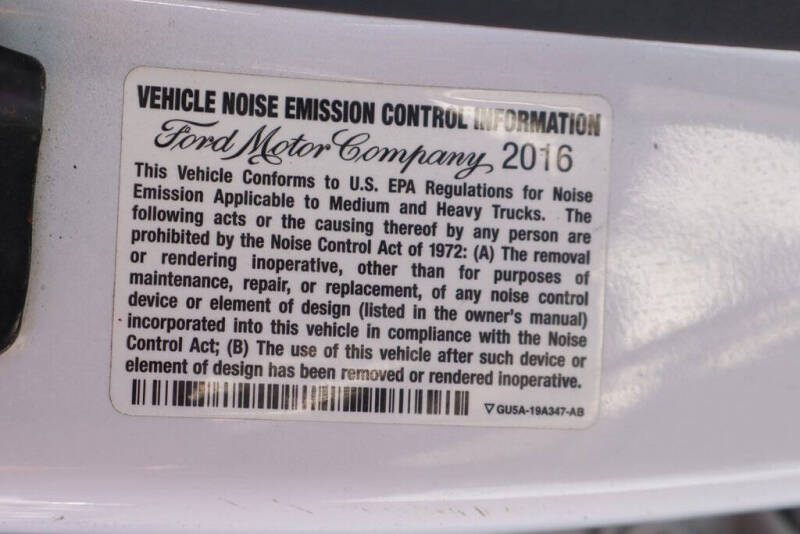 VEHICLE NOISE EMISSION CONTROL INFORMATION
Ford Motor Company 2016
This Vehicle Conforms to U.S. EPA Regulations for Noise
Emission Applicable to Medium and Heavy Trucks. The
following acts or the causing thereof by any person are
prohibited by the Noise Control Act of 1972: (A) The removal
or rendering inoperative, other than for purposes of
maintenance, repair, or replacement, of any noise control
device or element of design (listed in the owner's manual)
incorporated into this vehicle in compliance with the Noise
Control Act; (B) The use of this vehicle after such device or
element of design has been removed or rendered inoperative.
▽GU5A-19A347-AB